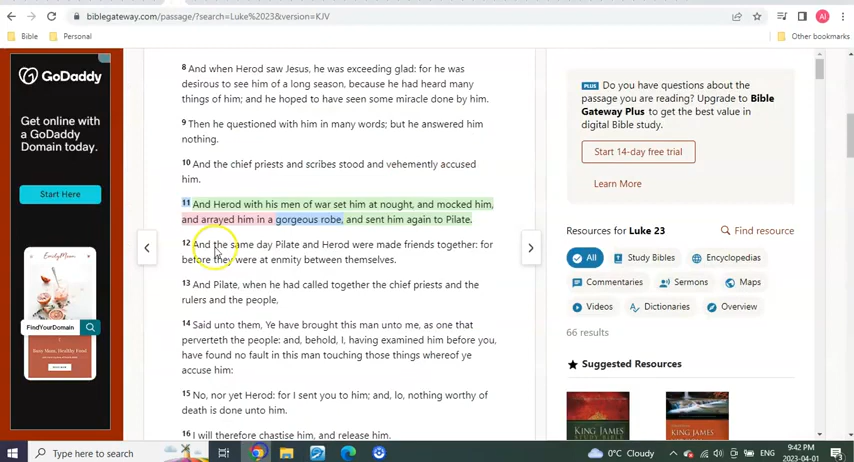 biblegateway.com/passage/?search=Luke%2023&version=KJV
AI
Bible Personal Other bookmarks
GoDaddy
Get online with
a GoDaddy
Domain today.
Start Here
FindYourDomain
8 And when Herod saw Jesus, he was exceeding glad: for he was
desirous to see him of a long season, because he had heard many
things of him; and he hoped to have seen some miracle done by him.
9 Then he questioned with him in many words; but he answered him
nothing.
10 And the chief priests and scribes stood and vehemently accused
him.
11 And Herod with his men of war set him at nought, and mocked him,
and arrayed him in a gorgeous robe, and sent him again to Pilate.
12 And the same day Pilate and Herod were made friends together: for
before they were at enmity between themselves.
13 And Pilate, when he had called together the chief priests and the
rulers and the people,
14 Said unto them, Ye have brought this man unto me, as one that
perverteth the people: and, behold, I, having examined him before you,
have found no fault in this man touching those things whereof ye
accuse him:
15 No, nor yet Herod: for I sent you to him; and, lo, nothing worthy of
death is done unto him.
16 I will therefore chastise him, and release him.
PLUS Do you have questions about the
passage you are reading? Upgrade to Bible
Gateway Plus to get the best value in
digital Bible study.
Start 14-day free trial
Learn More
Resources for Luke 23 Find resource
All Study Bibles Encyclopedias
Commentaries Sermons Maps
Videos Dictionaries Overview
66 results
Suggested Resources
KING JAMES
KING JAMES
Type here to search
0°C Cloudy
ENG
9:42 PM
2023-04-01
3